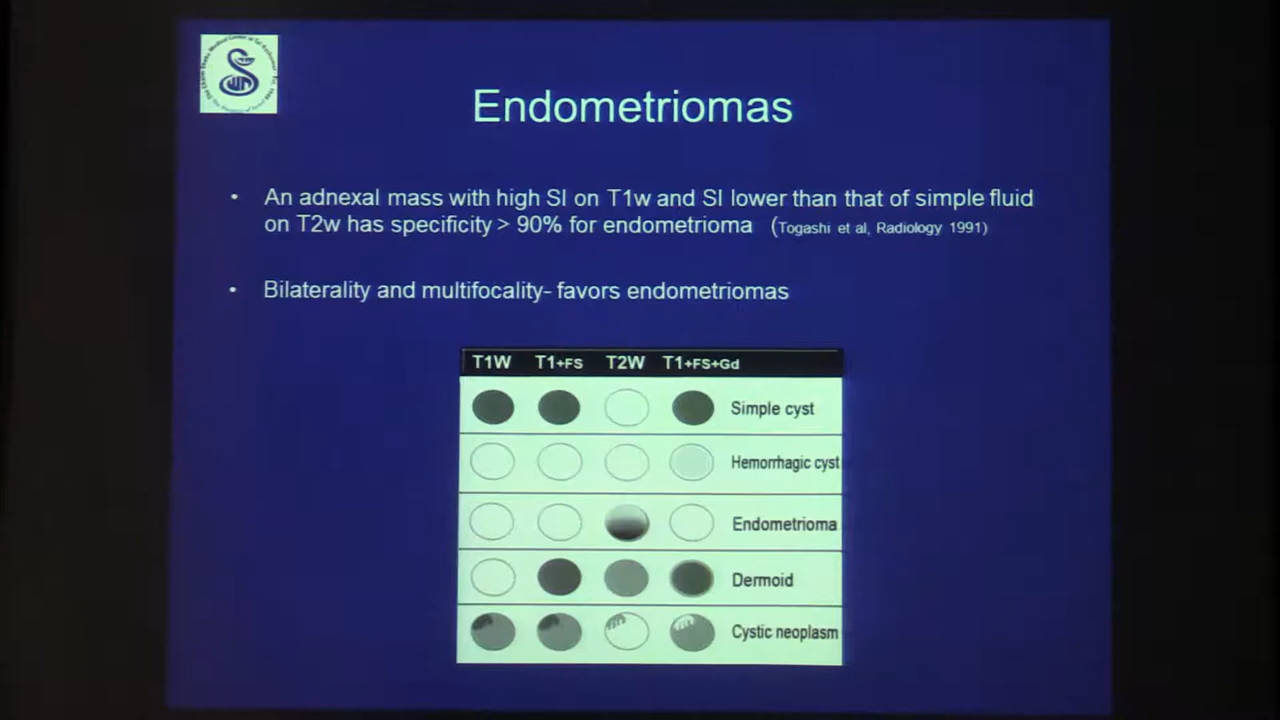 Endometriomas
• An adnexal mass with high SI on T1w and SI lower than that of simple fluid
on T2w has specificity > 90% for endometrioma (Togashi et al, Radiology 1991)
• Bilaterality and multifocality- favors endometriomas
T1W T1+FS T2W T1+FS+Gd
Simple cyst
Hemorrhagic cyst
Endometrioma
Dermoid
Cystic neoplasm